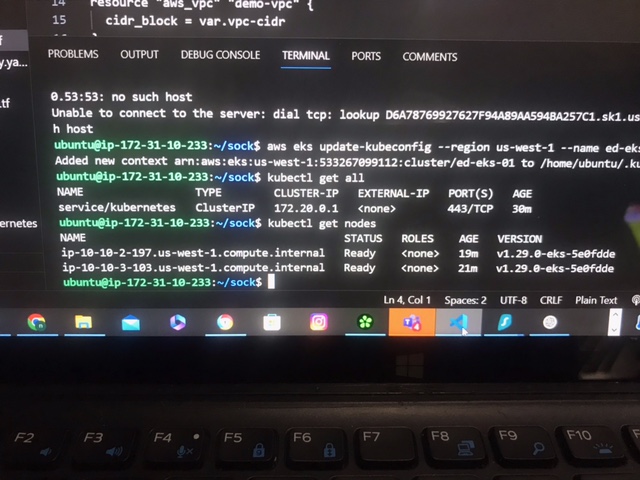 14 resource "aws_vpc" "demo-vpc" {
15 cidr_block = var.vpc-cidr
PROBLEMS OUTPUT DEBUG CONSOLE TERMINAL PORTS COMMENTS
0.53:53: no such host
Unable to connect to the server: dial tcp: lookup D6A78769927627F94A89AA594BA257C1.sk1.us
h host
ubuntu@ip-172-31-10-233:~/sock$ aws eks update-kubeconfig --region us-west-1 --name ed-eks
Added new context arn:aws:eks:us-west-1:533267099112:cluster/ed-eks-01 to /home/ubuntu/.ku
ubuntu@ip-172-31-10-233:~/sock$ kubectl get all
NAME TYPE CLUSTER-IP EXTERNAL-IP PORT(S) AGE
service/kubernetes ClusterIP 172.20.0.1 <none> 443/TCP 30m
ubuntu@ip-172-31-10-233:~/sock$ kubectl get nodes
NAME STATUS ROLES AGE VERSION
ip-10-10-2-197.us-west-1.compute.internal Ready <none> 19m v1.29.0-eks-5e0fdde
ip-10-10-3-103.us-west-1.compute.internal Ready <none> 21m v1.29.0-eks-5e0fdde
ubuntu@ip-172-31-10-233:~/sock$
f
y.ya...
.tf
ernetes
Ln 4, Col 1 Spaces: 2 UTF-8 CRLF Plain Text
F2 F3 F4 F5 F6 F7 F8 F9 F10